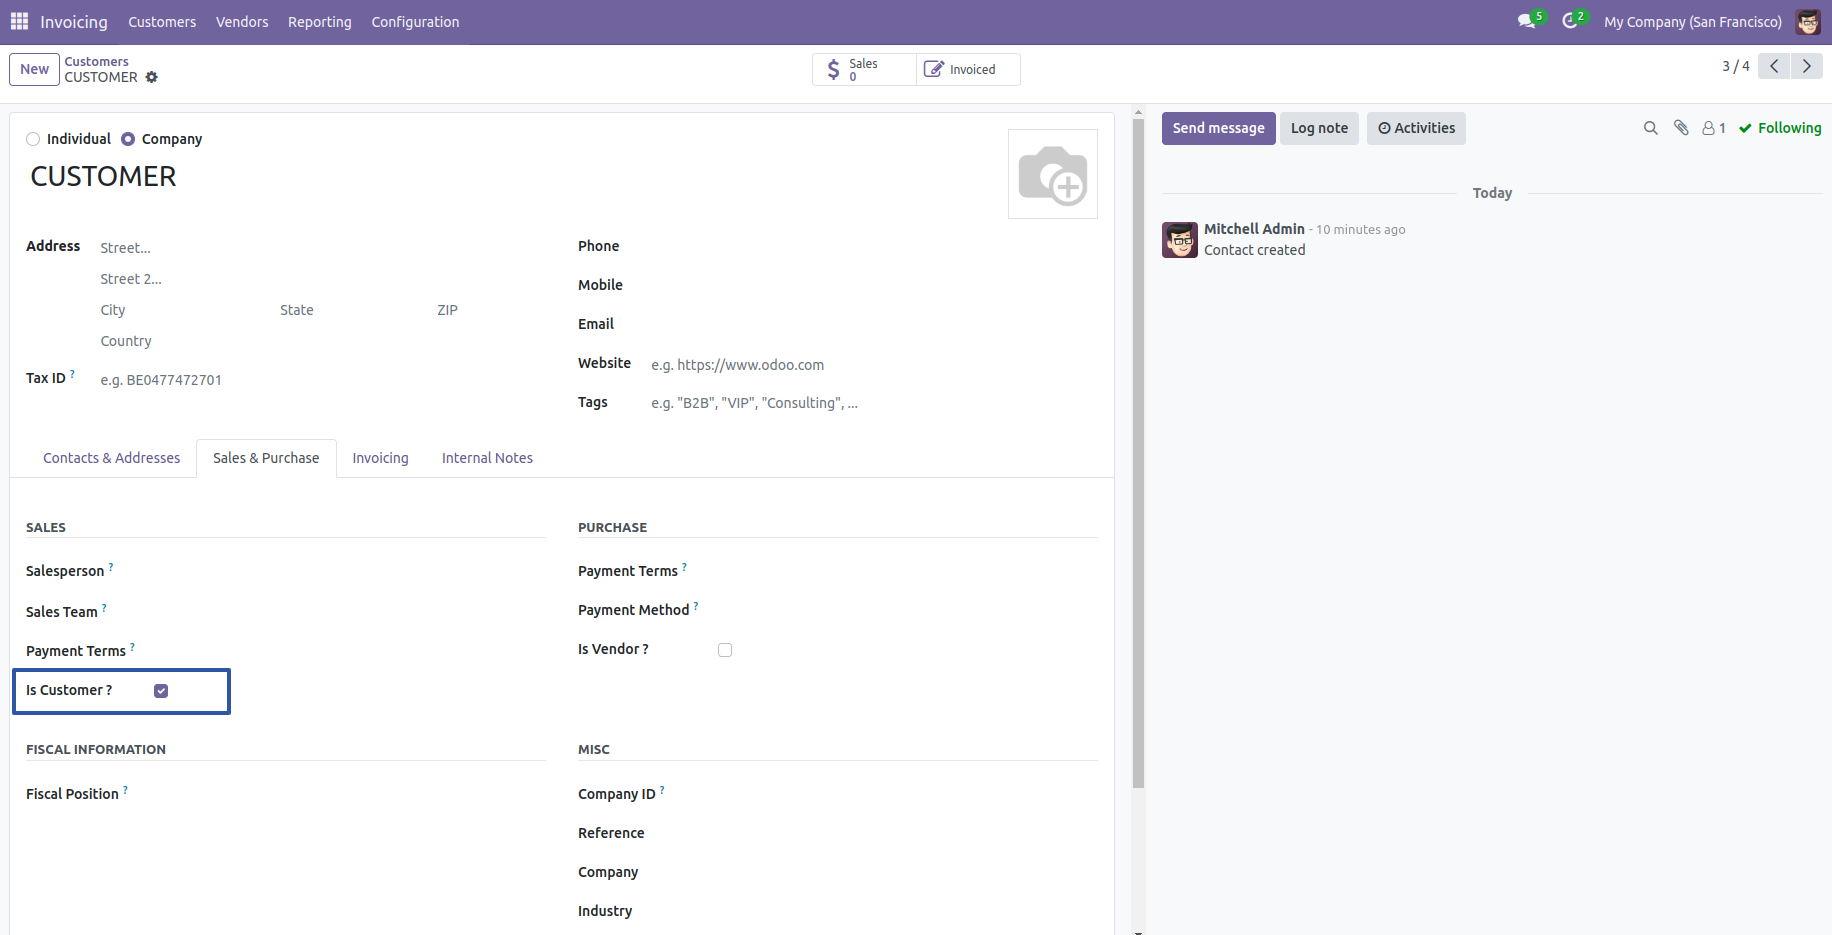 Invoicing Customers Vendors Reporting Configuration 5 2 My Company (San Francisco)
New Customers
CUSTOMER
Sales
0
Invoiced
3 / 4
Individual Company
CUSTOMER
Address Street...
Street 2...
City State ZIP
Country
Tax ID ? e.g. BE0477472701
Phone
Mobile
Email
Website e.g. https://www.odoo.com
Tags e.g. "B2B", "VIP", "Consulting", ...
Contacts & Addresses Sales & Purchase Invoicing Internal Notes
SALES
Salesperson ?
Sales Team ?
Payment Terms ?
Is Customer ?
PURCHASE
Payment Terms ?
Payment Method ?
Is Vendor ?
FISCAL INFORMATION
Fiscal Position ?
MISC
Company ID ?
Reference
Company
Industry
Send message Log note Activities 1 Following
Today
Mitchell Admin - 10 minutes ago
Contact created